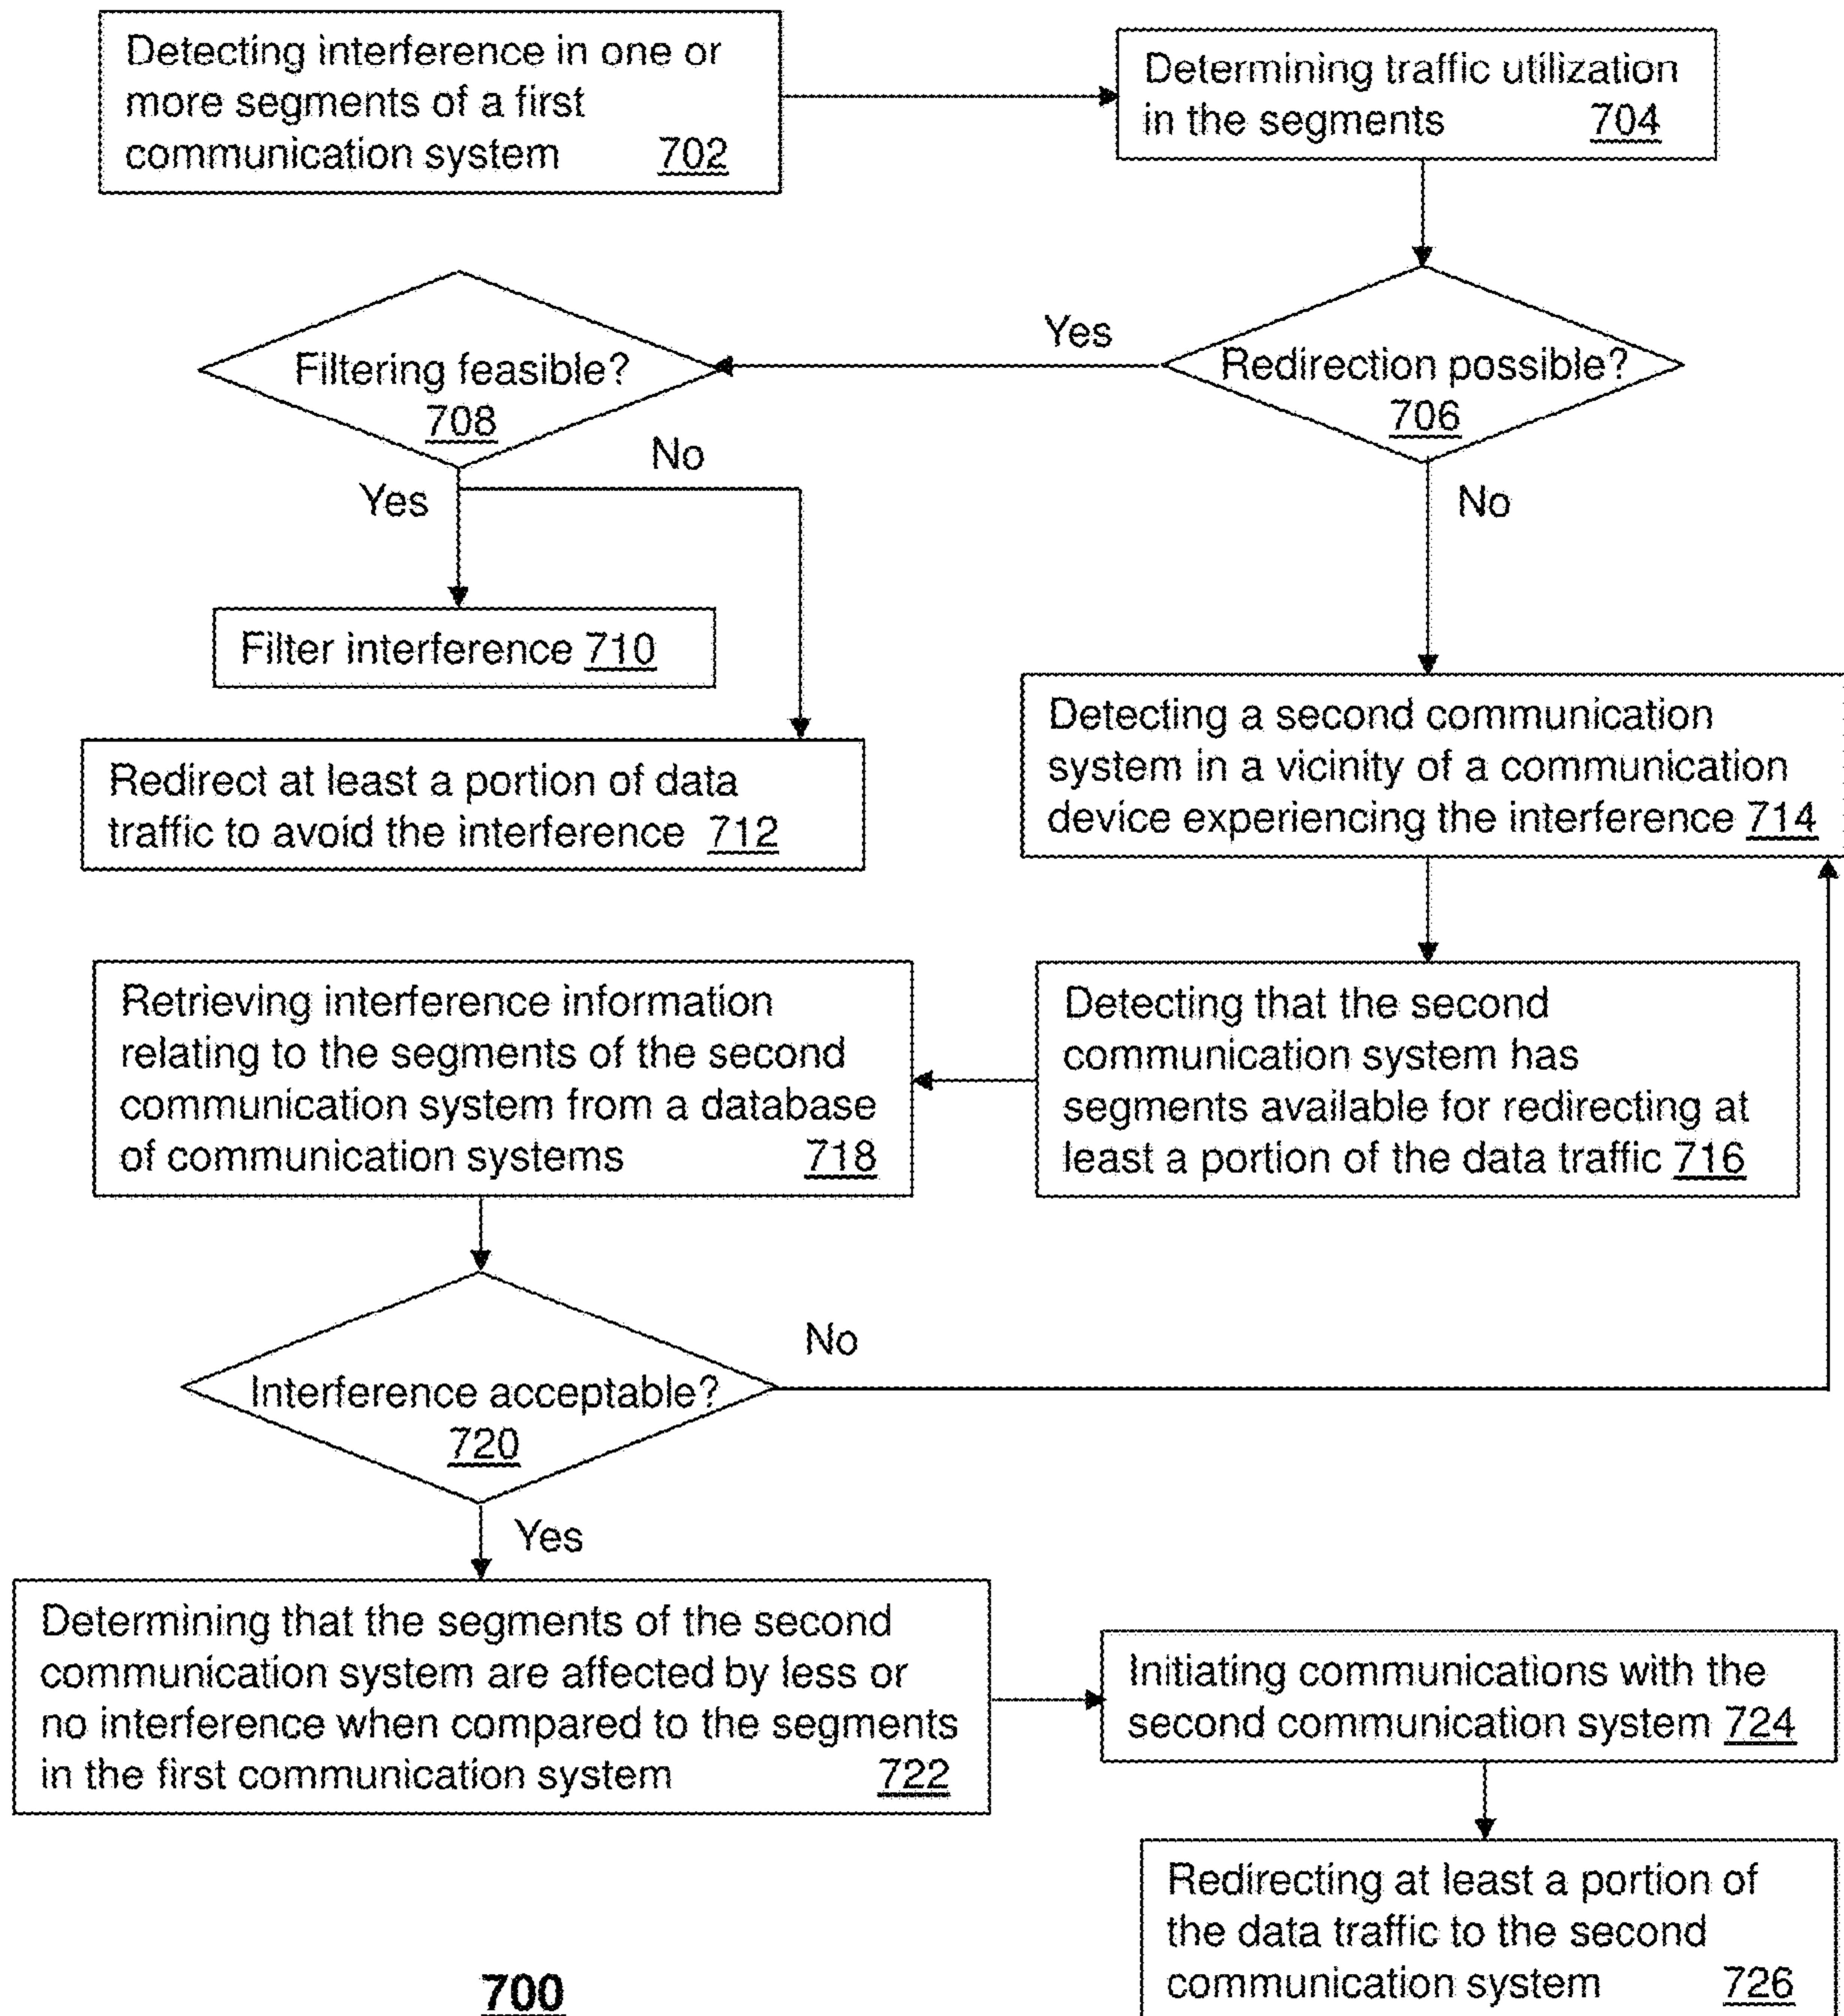 Detecting interference in one or
more segments of a first
communication system 702
Determining traffic utilization
in the segments 704
Redirection possible?
706
Yes
No
Filtering feasible?
708
Yes
No
Filter interference 710
Redirect at least a portion of data
traffic to avoid the interference 712
Detecting a second communication
system in a vicinity of a communication
device experiencing the interference 714
Detecting that the second
communication system has
segments available for redirecting at
least a portion of the data traffic 716
Retrieving interference information
relating to the segments of the second
communication system from a database
of communication systems 718
Interference acceptable?
720
No
Yes
Determining that the segments of the second
communication system are affected by less or
no interference when compared to the segments
in the first communication system 722
Initiating communications with the
second communication system 724
Redirecting at least a portion of
the data traffic to the second
communication system 726
700